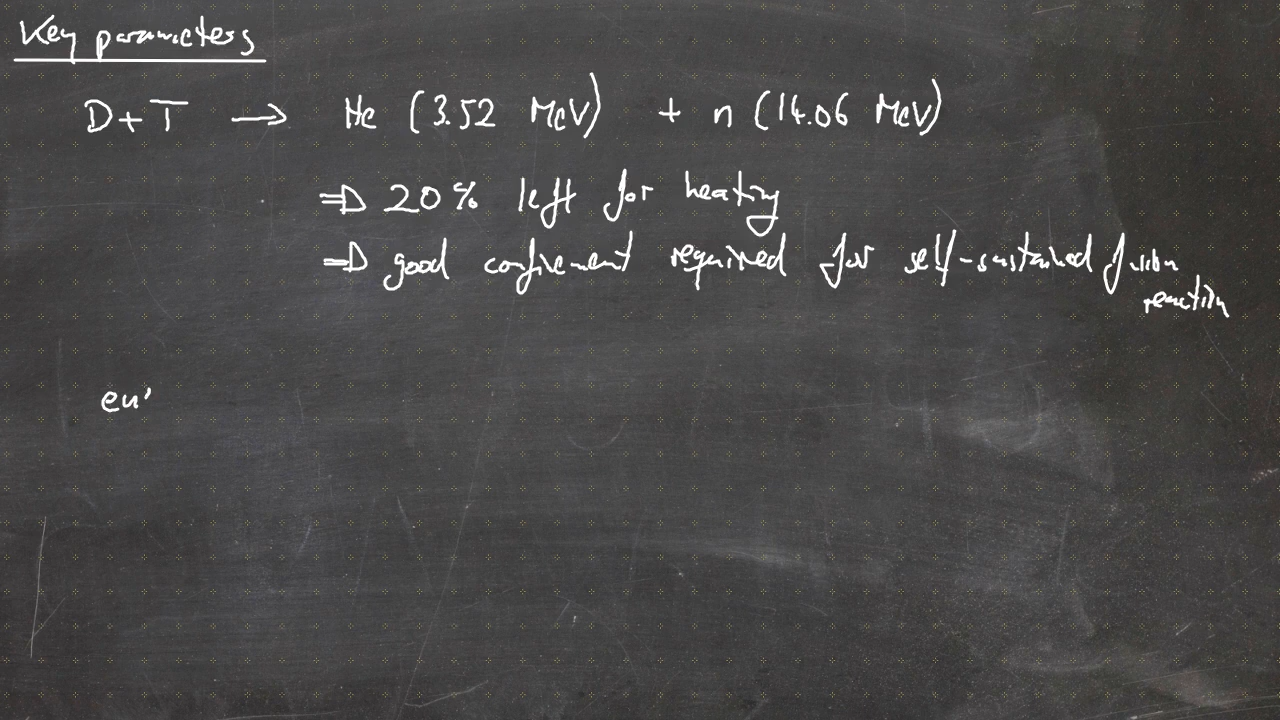 Key parameters
D + T → He (3.52 MeV) + n (14.06 MeV)
⇒ 20% left for heating
⇒ good confinement required for self-sustained fusion
reaction
en